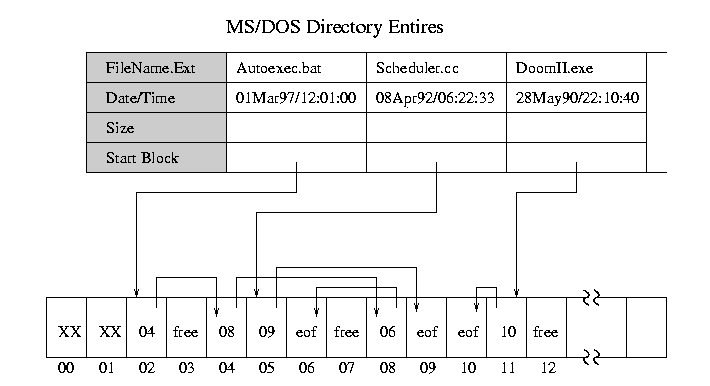 MS/DOS Directory Entires
FileName.Ext Autoexec.bat Scheduler.cc DoomII.exe
Date/Time 01Mar97/12:01:00 08Apr92/06:22:33 28May90/22:10:40
Size
Start Block
XX XX 04 free 08 09 eof free 06 eof eof 10 free
00 01 02 03 04 05 06 07 08 09 10 11 12